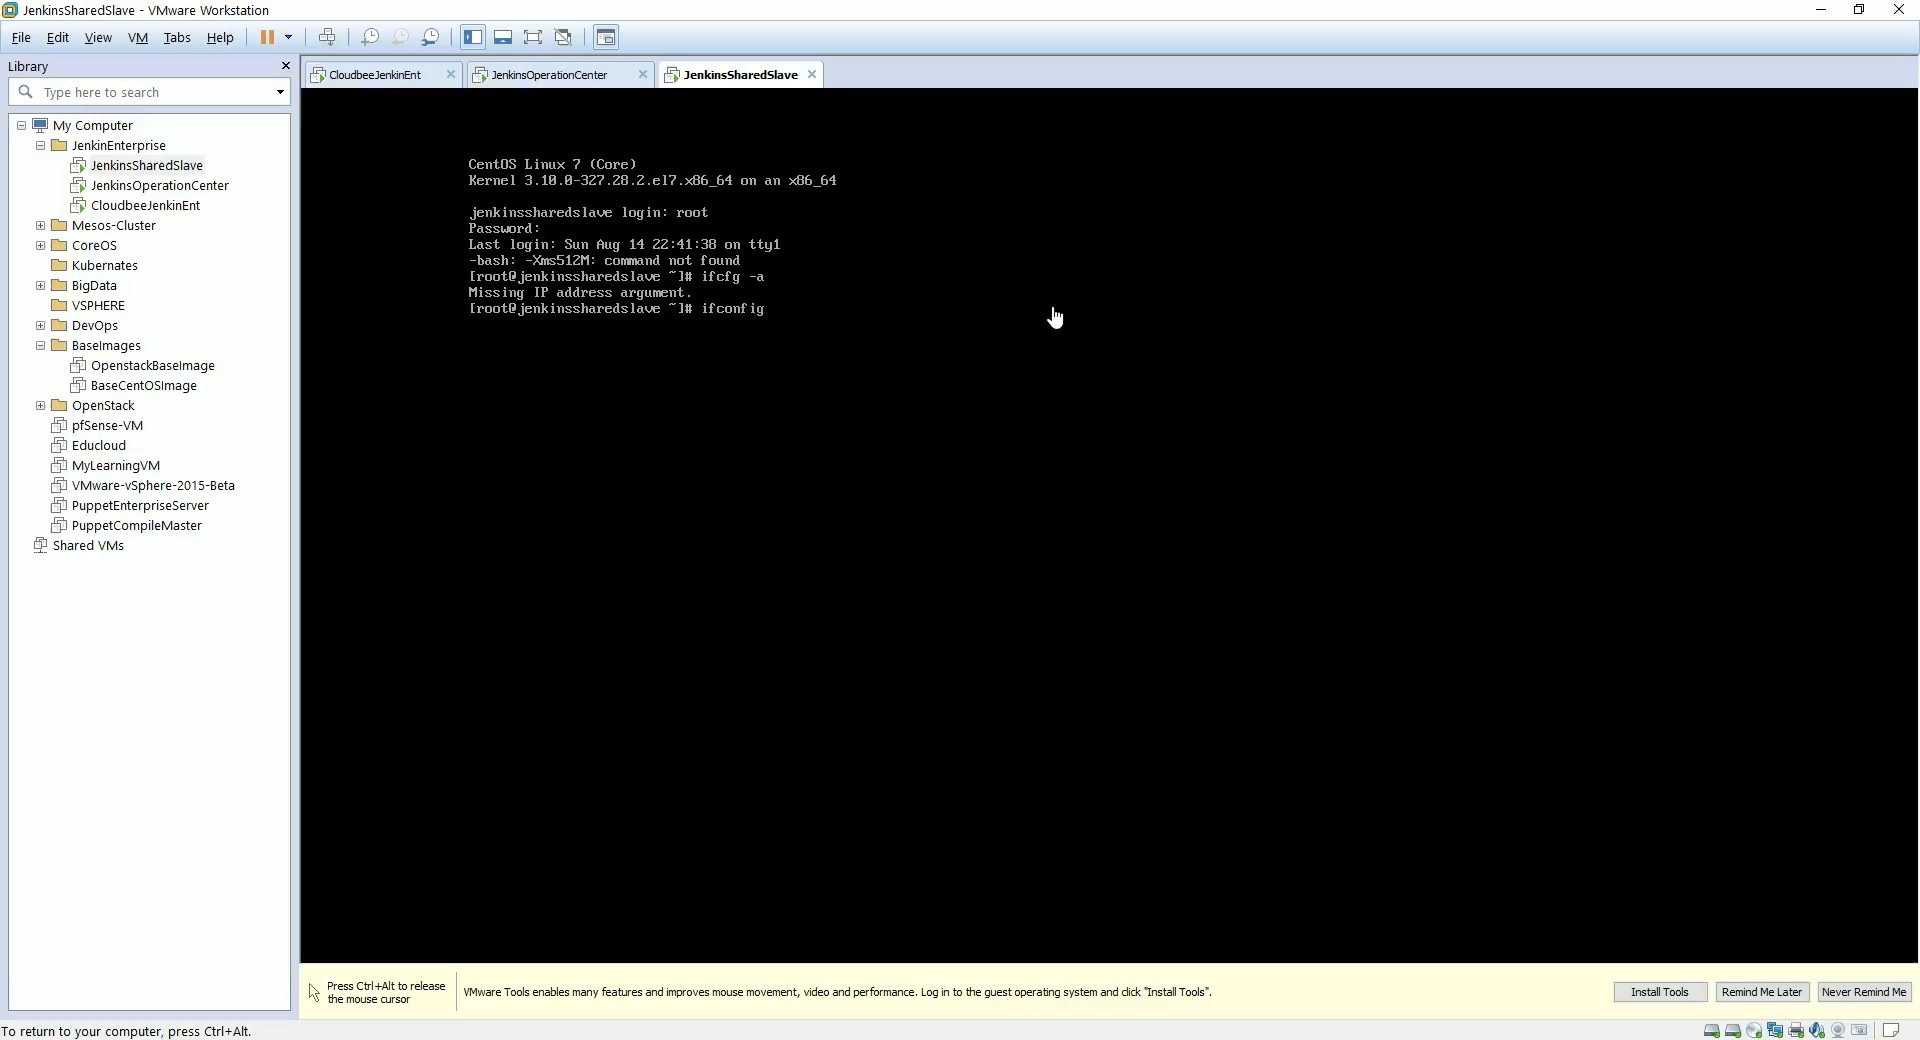 JenkinsSharedSlave - VMware Workstation
File Edit View VM Tabs Help
Library
Type here to search
My Computer
JenkinEnterprise
JenkinsSharedSlave
JenkinsOperationCenter
CloudbeeJenkinEnt
Mesos-Cluster
CoreOS
Kubernates
BigData
VSPHERE
DevOps
BaseImages
OpenstackBaseImage
BaseCentOSImage
OpenStack
pfSense-VM
Educloud
MyLearningVM
VMware-vSphere-2015-Beta
PuppetEnterpriseServer
PuppetCompileMaster
Shared VMs
CloudbeeJenkinEnt JenkinsOperationCenter JenkinsSharedSlave
CentOS Linux 7 (Core)
Kernel 3.10.0-327.28.2.el7.x86_64 on an x86_64
jenkinssharedslave login: root
Password:
Last login: Sun Aug 14 22:41:38 on tty1
-bash: -Xms512M: command not found
[root@jenkinssharedslave ~]# ifcfg -a
Missing IP address argument.
[root@jenkinssharedslave ~]# ifconfig
Press Ctrl+Alt to release
the mouse cursor
VMware Tools enables many features and improves mouse movement, video and performance. Log in to the guest operating system and click "Install Tools".
Install Tools Remind Me Later Never Remind Me
To return to your computer, press Ctrl+Alt.